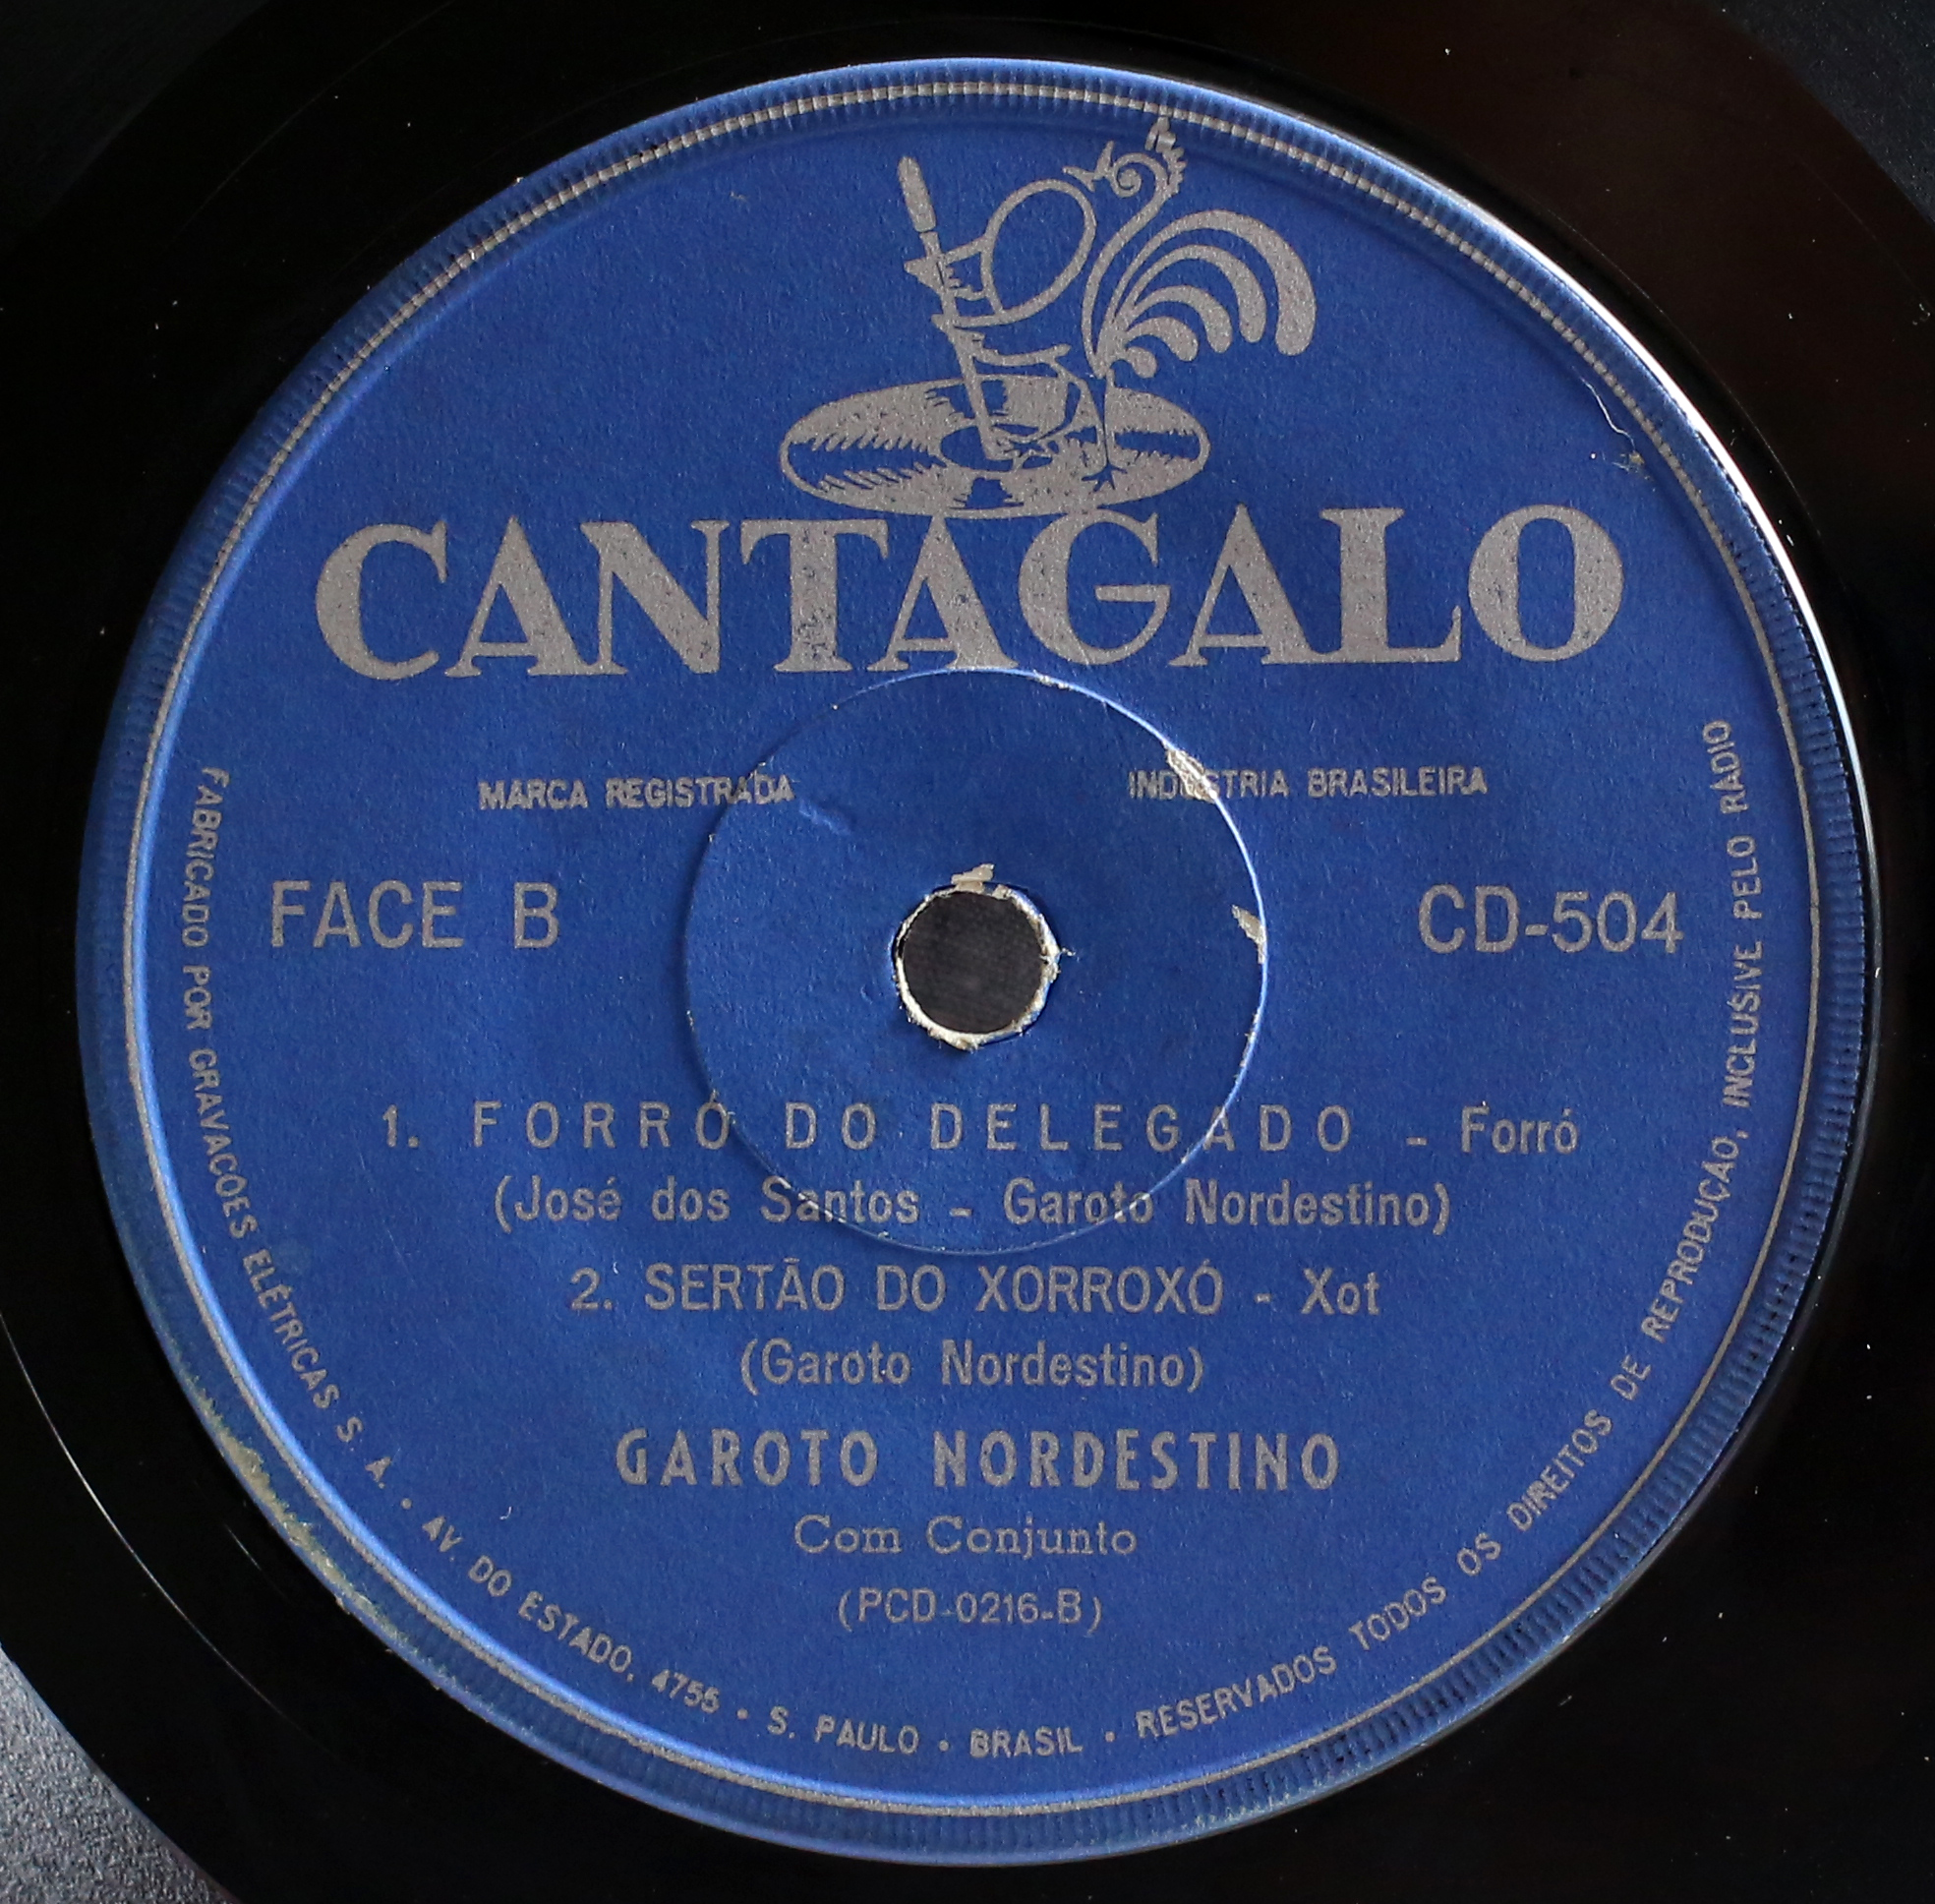 CANTAGALO
MARCA REGISTRADA
INDÚSTRIA BRASILEIRA
FACE B
CD-504
1. FORRÓ DO DELEGADO - Forró
(José dos Santos - Garoto Nordestino)
2. SERTÃO DO XORROXÓ - Xot
(Garoto Nordestino)
GAROTO NORDESTINO
Com Conjunto
(PCD-0216-B)
FABRICADO POR GRAVAÇÕES ELÉTRICAS S. A. • AV. DO ESTADO, 4755 • S. PAULO • BRASIL • RESERVADOS TODOS OS DIREITOS DE REPRODUÇÃO, INCLUSIVE PELO RÁDIO